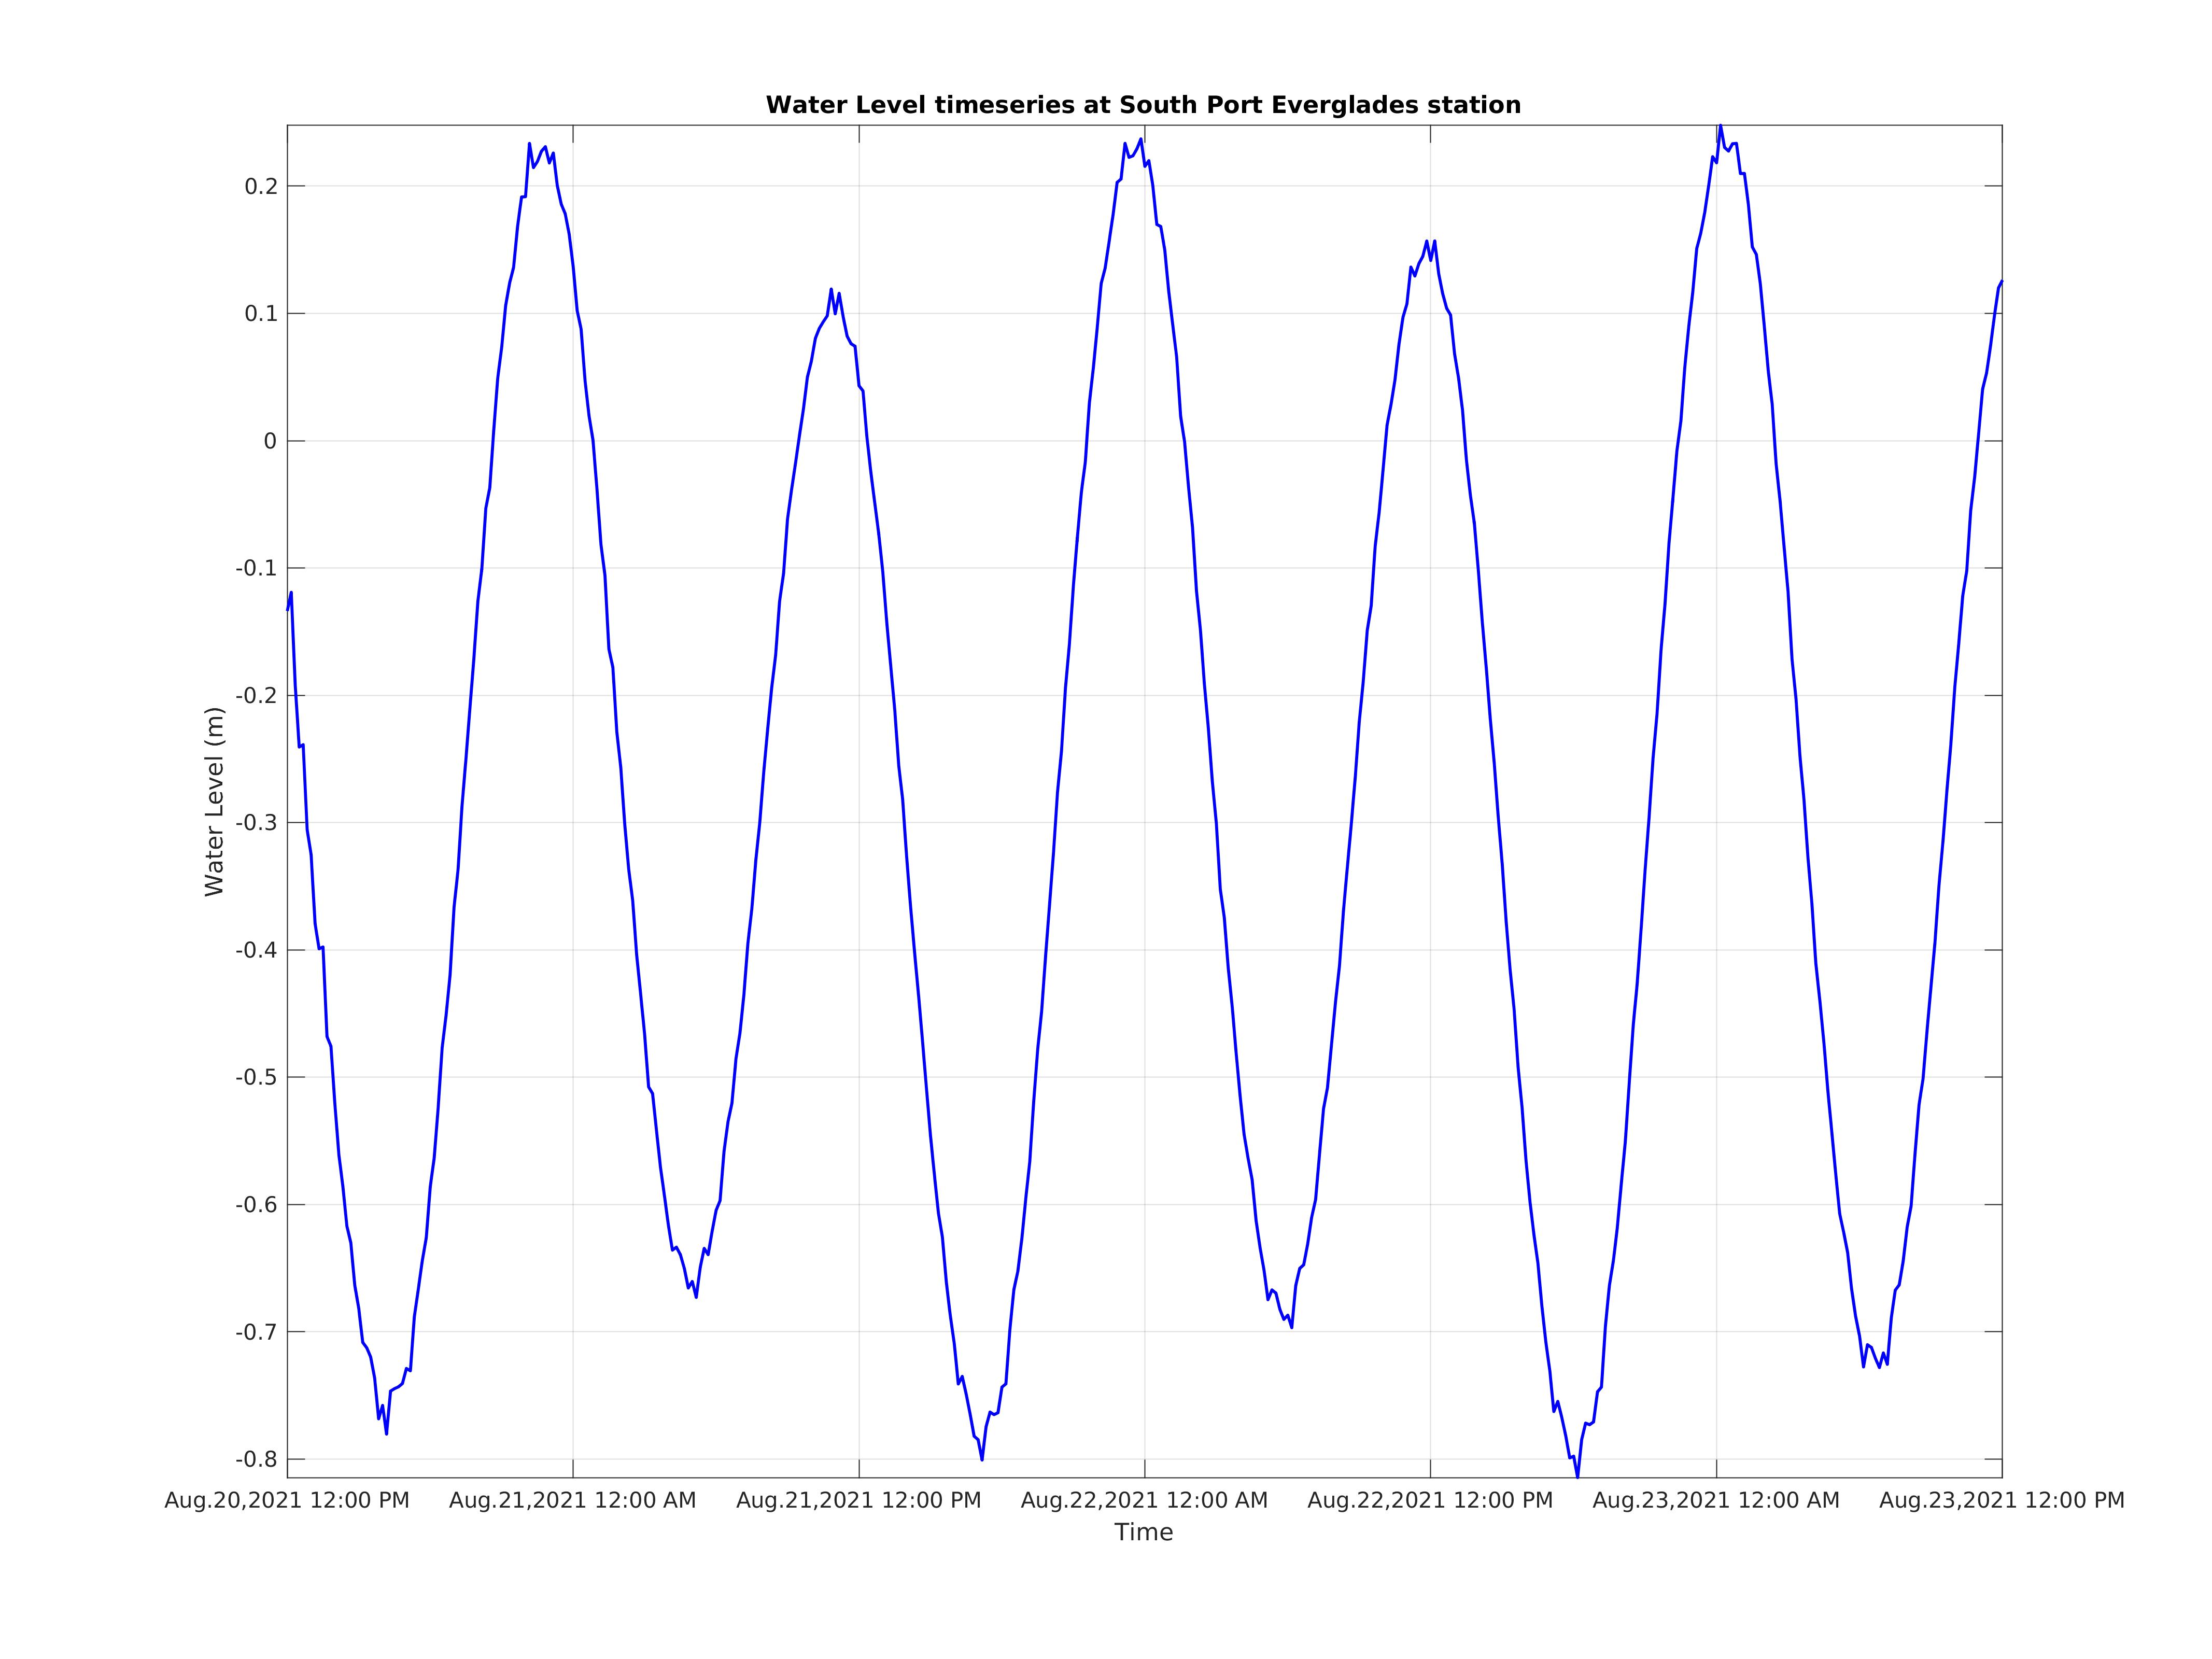 Water Level timeseries at South Port Everglades station
0.2
0.1
0
-0.1
-0.2
-0.3
-0.4
-0.5
-0.6
-0.7
-0.8
Water Level (m)
Aug.20,2021 12:00 PM Aug.21,2021 12:00 AM Aug.21,2021 12:00 PM Aug.22,2021 12:00 AM Aug.22,2021 12:00 PM Aug.23,2021 12:00 AM Aug.23,2021 12:00 PM
Time